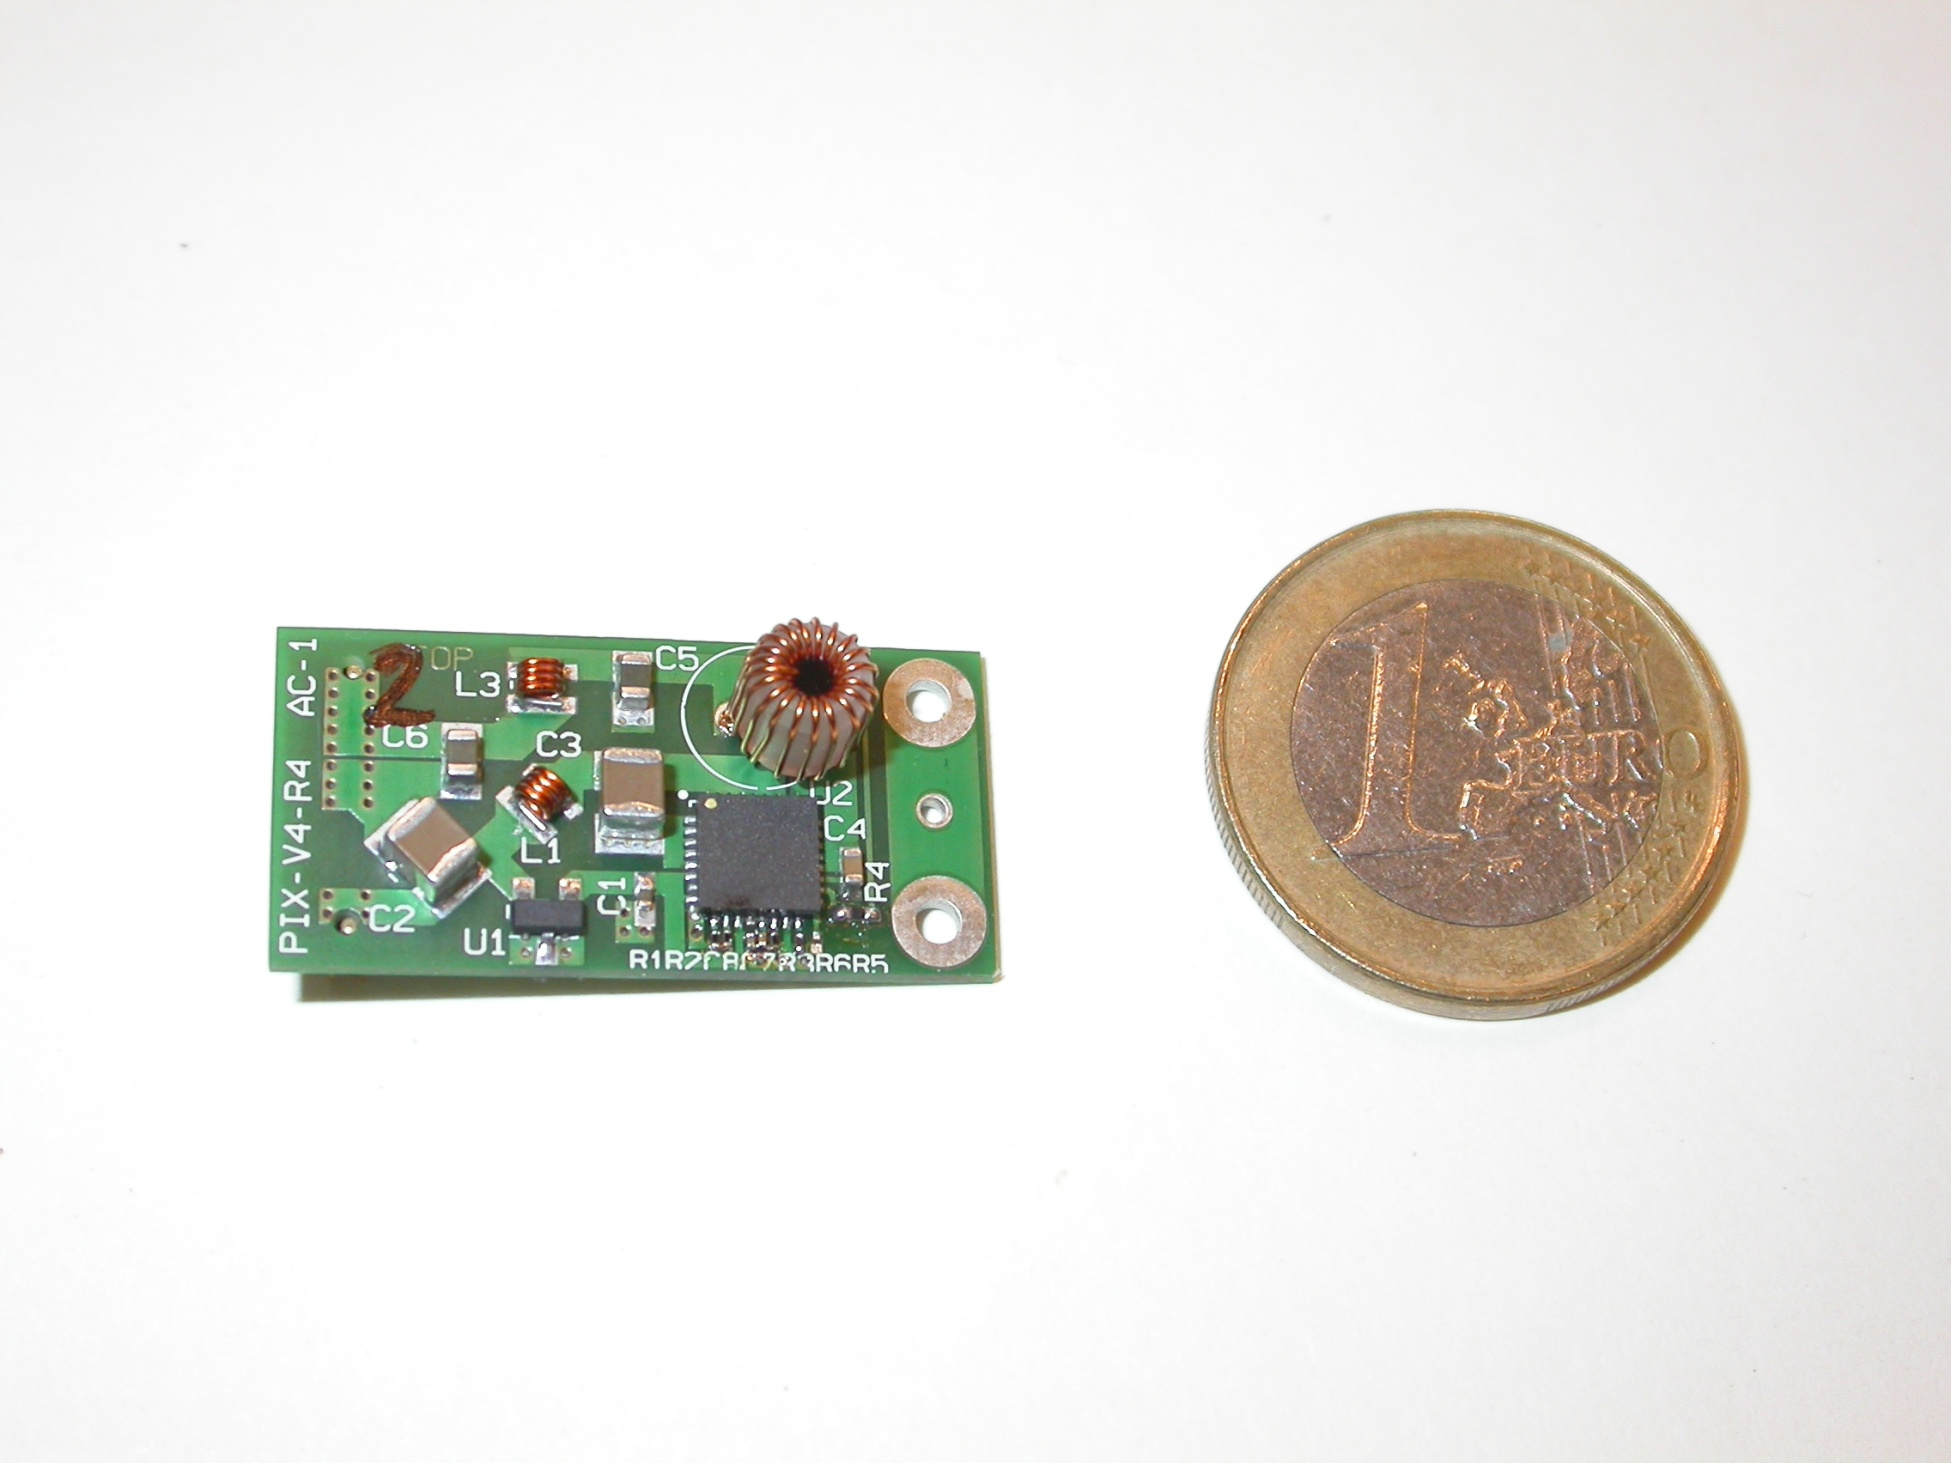 PIX-V4-R4 AC-1
2
TOP
L3
C5
C6
C3
U2
C4
L1
R4
C1
C2
U1
R1R2C8C7R3R6R5
1
EURO